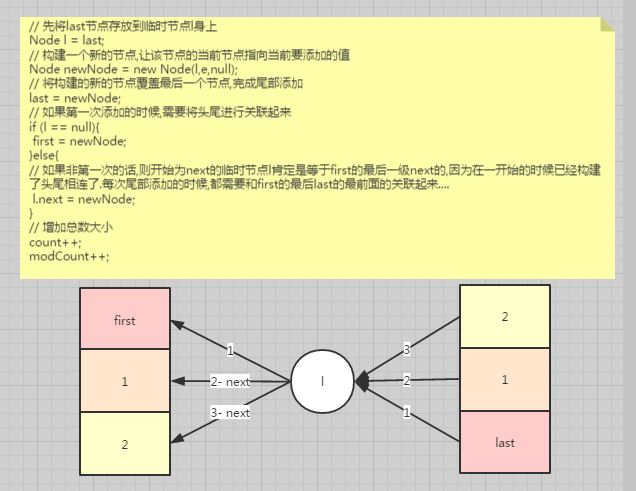 // 先将last节点存放到临时节点l身上
Node l = last;
// 构建一个新的节点,让该节点的当前节点指向当前要添加的值
Node newNode = new Node(l,e,null);
// 将构建的新的节点覆盖最后一个节点,完成尾部添加
last = newNode;
// 如果第一次添加的时候,需要将头尾进行关联起来
if (l == null){
first = newNode;
}else{
// 如果非第一次的话,则开始为next的临时节点l肯定是等于first的最后一级next的,因为在一开始的时候已经构建
了头尾相连了.每次尾部添加的时候,都需要和first的最后last的最前面的关联起来....
l.next = newNode;
}
// 增加总数大小
count++;
modCount++;
first
1
2
1
2- next
3- next
l
3
2
1
2
1
last